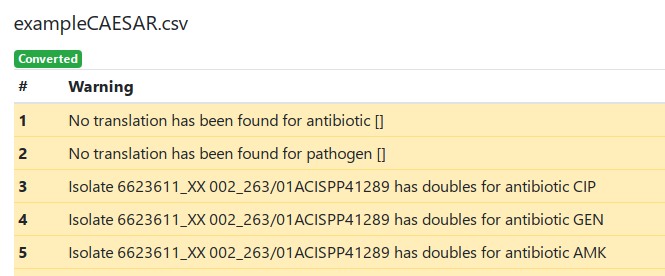 exampleCAESAR.csv
Converted
# Warning
1 No translation has been found for antibiotic []
2 No translation has been found for pathogen []
3 Isolate 6623611_XX 002_263/01ACISPP41289 has doubles for antibiotic CIP
4 Isolate 6623611_XX 002_263/01ACISPP41289 has doubles for antibiotic GEN
5 Isolate 6623611_XX 002_263/01ACISPP41289 has doubles for antibiotic AMK